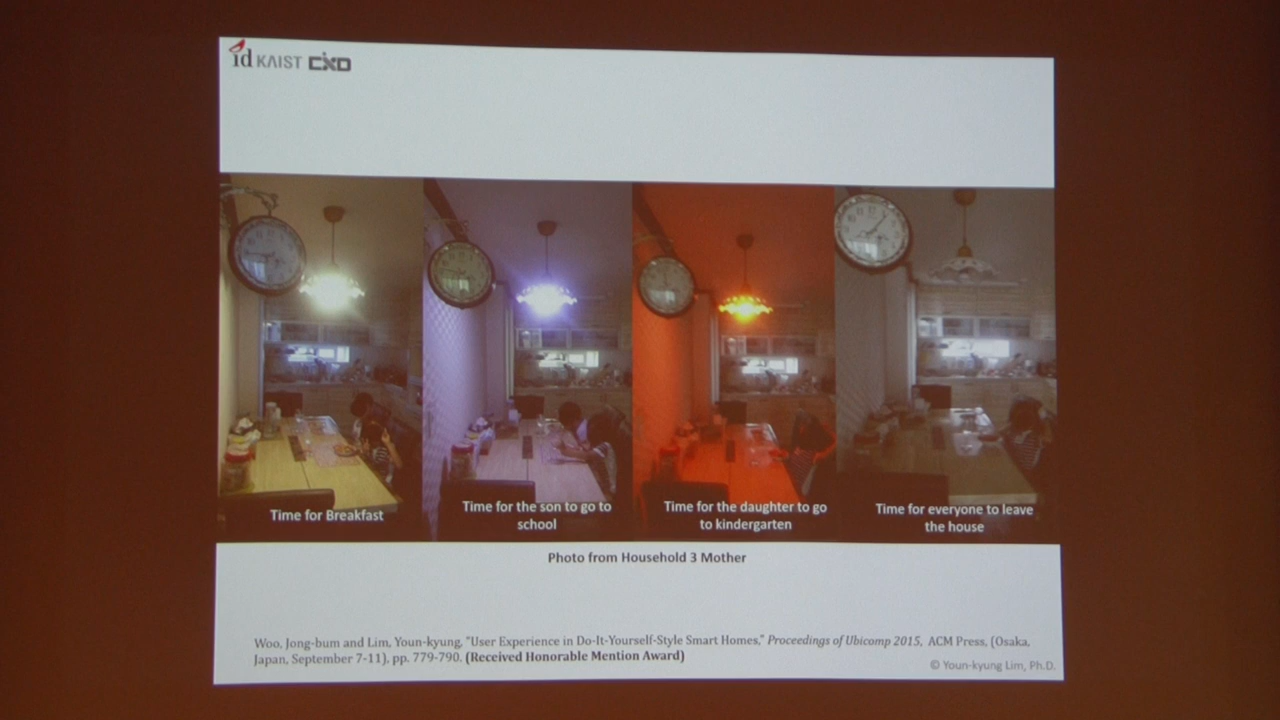 id KAIST CXD
Time for Breakfast
Time for the son to go to
school
Time for the daughter to go
to kindergarten
Time for everyone to leave
the house
Photo from Household 3 Mother
Woo, Jong-bum and Lim, Youn-kyung, "User Experience in Do-It-Yourself-Style Smart Homes," Proceedings of Ubicomp 2015, ACM Press, (Osaka,
Japan, September 7-11), pp. 779-790. (Received Honorable Mention Award)
© Youn-kyung Lim, Ph.D.